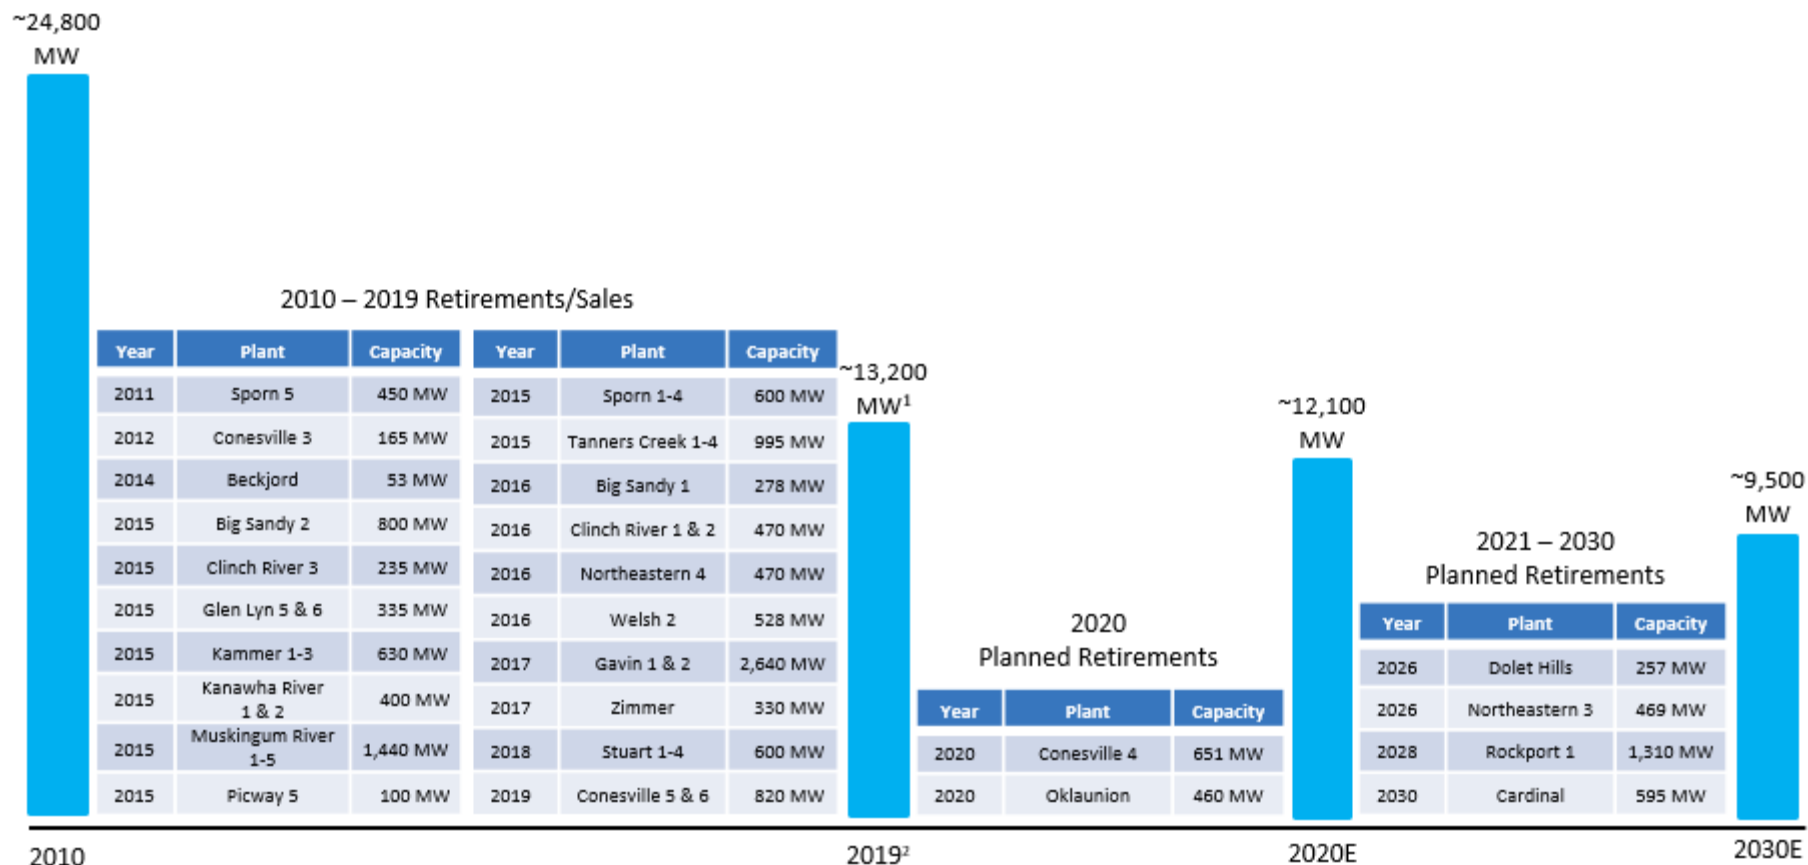 ~24,800
MW
2010 – 2019 Retirements/Sales
Year Plant Capacity
2011 Sporn 5 450 MW
2012 Conesville 3 165 MW
2014 Beckjord 53 MW
2015 Big Sandy 2 800 MW
2015 Clinch River 3 235 MW
2015 Glen Lyn 5 & 6 335 MW
2015 Kammer 1-3 630 MW
2015 Kanawha River
1 & 2 400 MW
2015 Muskingum River
1-5 1,440 MW
2015 Picway 5 100 MW
Year Plant Capacity
2015 Sporn 1-4 600 MW
2015 Tanners Creek 1-4 995 MW
2016 Big Sandy 1 278 MW
2016 Clinch River 1 & 2 470 MW
2016 Northeastern 4 470 MW
2016 Welsh 2 528 MW
2017 Gavin 1 & 2 2,640 MW
2017 Zimmer 330 MW
2018 Stuart 1-4 600 MW
2019 Conesville 5 & 6 820 MW
~13,200
MW¹
2020
Planned Retirements
Year Plant Capacity
2020 Conesville 4 651 MW
2020 Oklaunion 460 MW
~12,100
MW
2021 – 2030
Planned Retirements
Year Plant Capacity
2026 Dolet Hills 257 MW
2026 Northeastern 3 469 MW
2028 Rockport 1 1,310 MW
2030 Cardinal 595 MW
~9,500
MW
2010 2019² 2020E 2030E